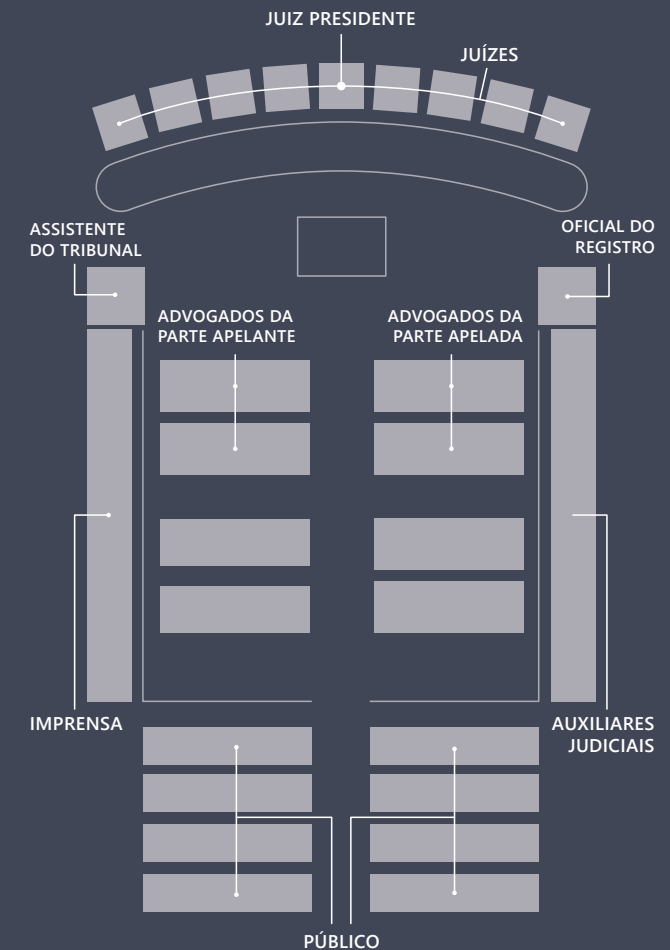 JUIZ PRESIDENTE
JUÍZES
ASSISTENTE
DO TRIBUNAL
OFICIAL DO
REGISTRO
ADVOGADOS DA
PARTE APELANTE
ADVOGADOS DA
PARTE APELADA
IMPRENSA
AUXILIARES
JUDICIAIS
PÚBLICO